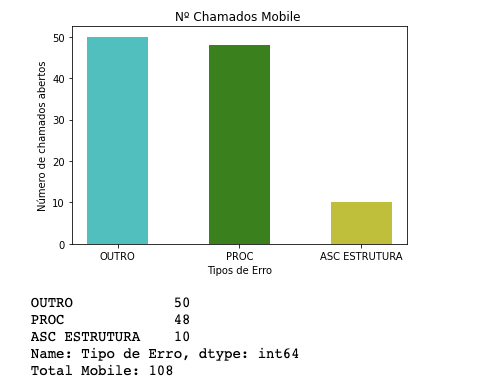 Nº Chamados Mobile
Número de chamados abertos
50
40
30
20
10
0
OUTRO PROC ASC ESTRUTURA
Tipos de Erro
OUTRO 50
PROC 48
ASC ESTRUTURA 10
Name: Tipo de Erro, dtype: int64
Total Mobile: 108